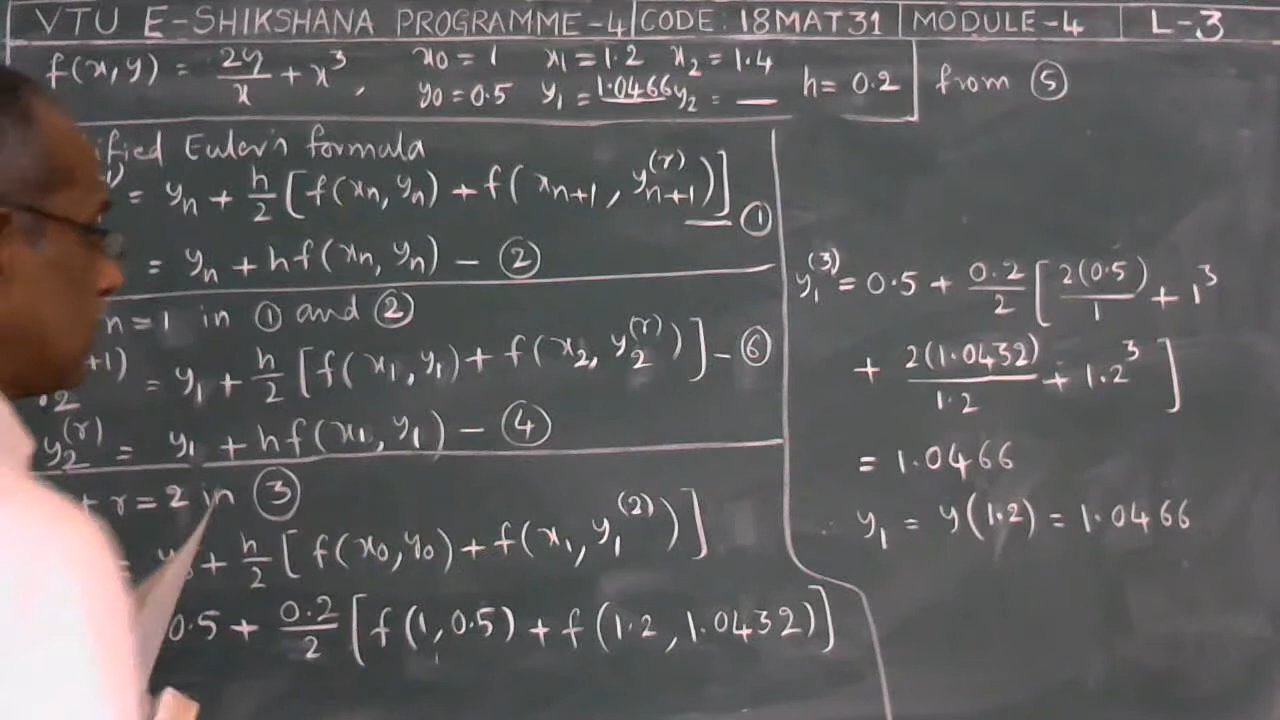 VTU E-SHIKSHANA PROGRAMME-4 | CODE: 18MAT31 | MODULE-4 | L-3
f(x,y) = 2y/x + x³, x0 = 1 x1 = 1.2 x2 = 1.4
y0 = 0.5 y1 = 1.0466 y2 = — h = 0.2 from ⑤
ified Euler's formula
1) = yn + h/2 [f(xn, yn) + f(xn+1, yn+1^(r))] ①
= yn + hf(xn, yn) — ②
n = 1 in ① and ②
+1) = y1 + h/2 [f(x1, y1) + f(x2, y2^(r))] — ⑥
y2^(r) = y1 + hf(x1, y1) — ④
r = 2 in ③
+ h/2 [f(x0, y0) + f(x1, y1^(2))]
0.5 + 0.2/2 [f(1, 0.5) + f(1.2, 1.0432)]
y1^(3) = 0.5 + 0.2/2 [2(0.5)/1 + 1³
+ 2(1.0432)/1.2 + 1.2³]
= 1.0466
y1 = y(1.2) = 1.0466